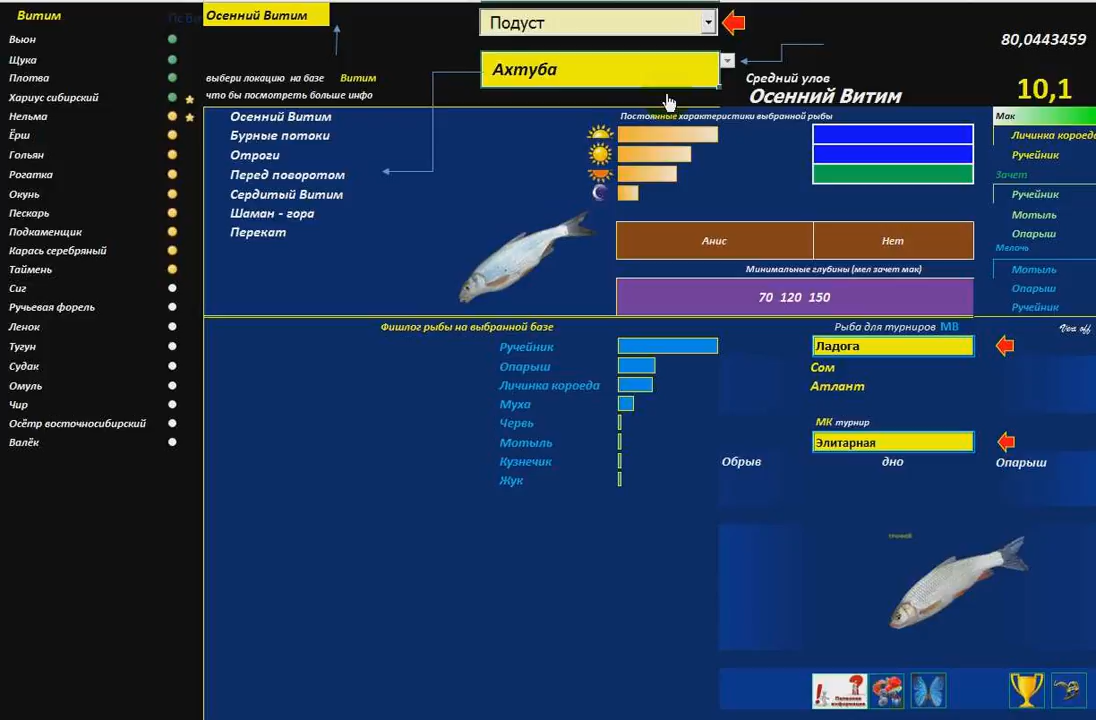 Витим
Вьюн
Щука
Плотва
Хариус сибирский
Нельма
Ёрш
Гольян
Рогатка
Окунь
Пескарь
Подкаменщик
Карась серебряный
Таймень
Сиг
Ручьевая форель
Ленок
Тугун
Судак
Омуль
Чир
Осётр восточносибирский
Валёк
Осенний Витим
Подуст
Ахтуба
выбери локацию на базе Витим
что бы посмотреть больше инфо
80,0443459
Средний улов
Осенний Витим
10,1
Осенний Витим
Бурные потоки
Отроги
Перед поворотом
Сердитый Витим
Шаман - гора
Перекат
Постоянные характеристики выбранной рыбы
Анис
Нет
Минимальные глубины (мел зачет мак)
70 120 150
Мак
Личинка короеда
Ручейник
Зачет
Ручейник
Мотыль
Опарыш
Мелочь
Мотыль
Опарыш
Ручейник
Фишлог рыбы на выбранной базе
Ручейник
Опарыш
Личинка короеда
Муха
Червь
Мотыль
Кузнечик
Жук
Рыба для турниров МВ
Ладога
Сом
Атлант
МК турнир
Элитарная
Обрыв
дно
Опарыш
трофей